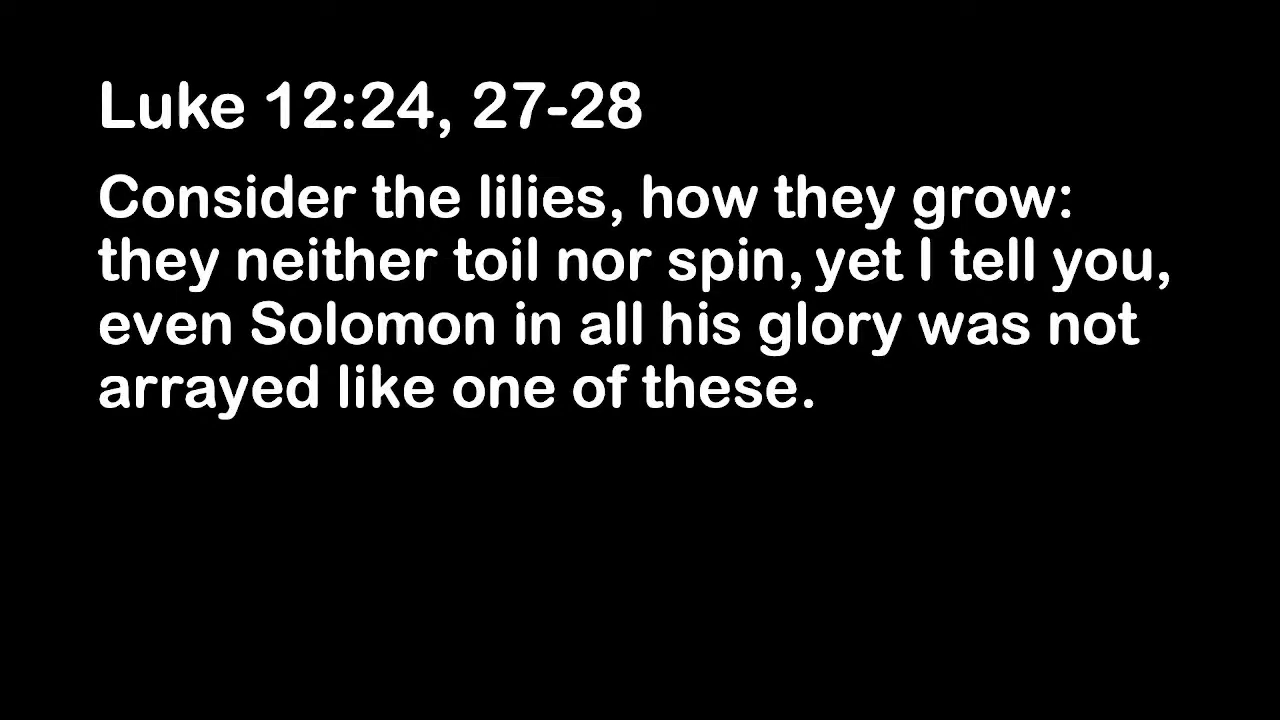 Luke 12:24, 27-28
Consider the lilies, how they grow:
they neither toil nor spin, yet I tell you,
even Solomon in all his glory was not
arrayed like one of these.